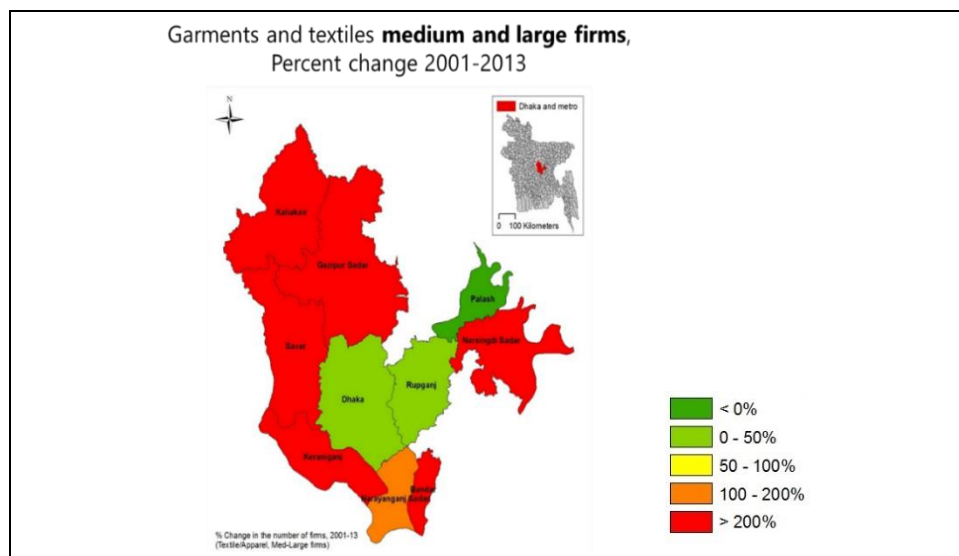 Garments and textiles medium and large firms,
Percent change 2001-2013
N
Dhaka and metro
0 100 Kilometers
Kaliakair
Gazipur Sadar
Palash
Narsingdi Sadar
Savar
Rupganj
Dhaka
Keraniganj
Narayanganj Sadar
Bandar
< 0%
0 - 50%
50 - 100%
100 - 200%
> 200%
% Change in the number of firms, 2001-13
(Textile/Apparel, Med-Large firms)